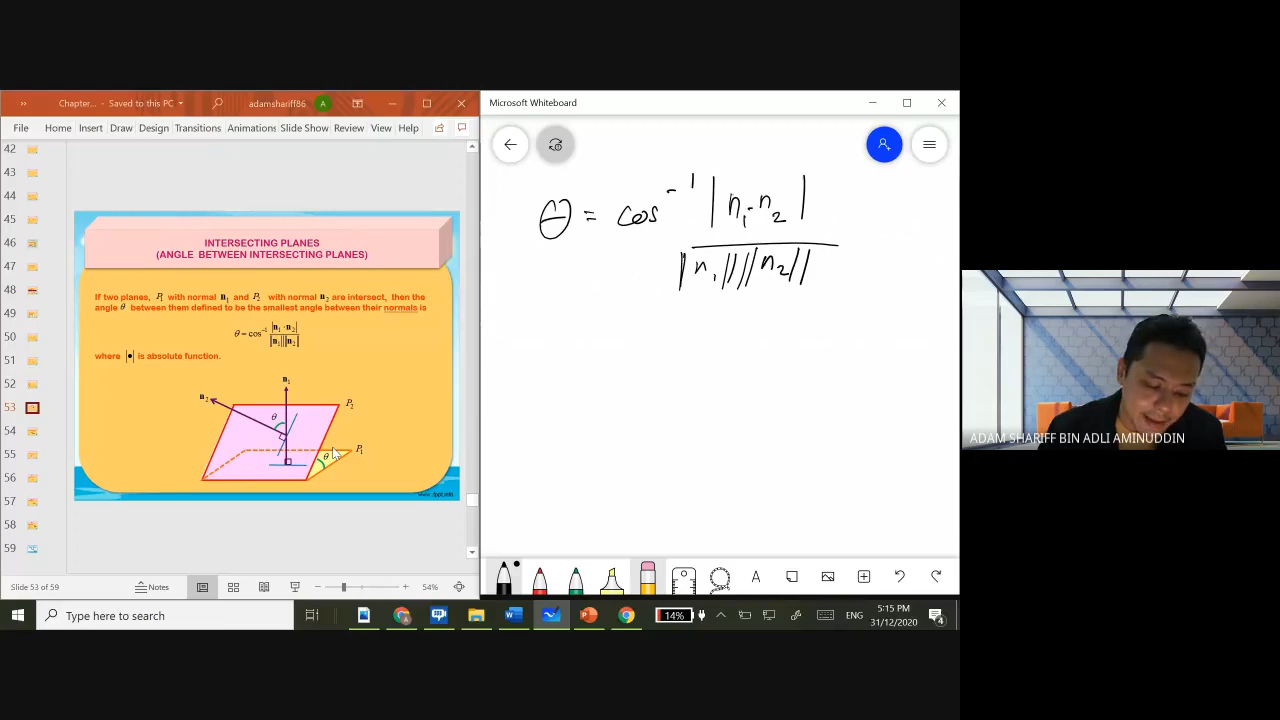 Chapter... - Saved to this PC
adamshariff86
A
File Home Insert Draw Design Transitions Animations Slide Show Review View Help
42
43
44
45
46
47
48
49
50
51
52
53
54
55
56
57
58
59
INTERSECTING PLANES
(ANGLE BETWEEN INTERSECTING PLANES)
If two planes, P₁ with normal n₁ and P₂ with normal n₂ are intersect, then the
angle θ between them defined to be the smallest angle between their normals is
θ = cos⁻¹ |n₁ · n₂| / ‖n₁‖‖n₂‖
where |•| is absolute function.
n₁
n₂
P₂
θ
P₁
θ
www.fppt.info
Slide 53 of 59
Notes
54%
Microsoft Whiteboard
θ = cos⁻¹ |n₁ · n₂|
||n₁|| ||n₂||
A
ADAM SHARIFF BIN ADLI AMINUDDIN
Type here to search
14%
ENG
5:15 PM
31/12/2020
4